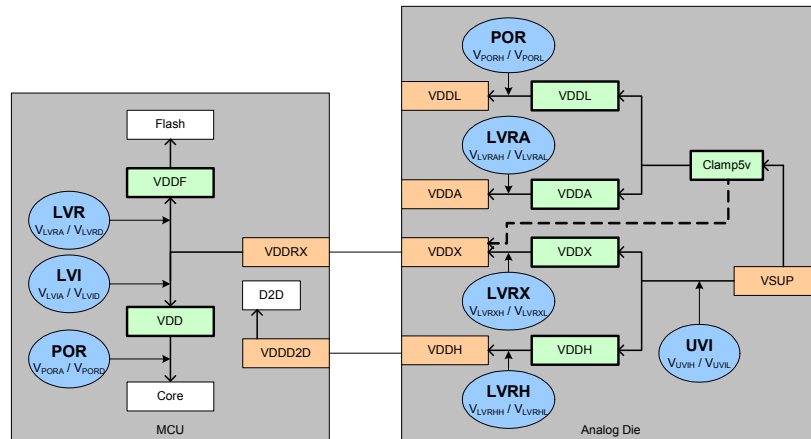 POR
VPORH / VPORL
VDDL
VDDL
Flash
LVRA
VLVRAH / VLVRAL
Clamp5v
VDDF
VDDA
VDDA
LVR
VLVRA / VLVRD
VDDRX
VDDX
VDDX
LVI
VLVIA / VLVID
D2D
LVRX
VLVRXH / VLVRXL
VSUP
VDD
VDDD2D
VDDH
VDDH
UVI
VUVIH / VUVIL
POR
VPORA / VPORD
Core
LVRH
VLVRHH / VLVRHL
MCU
Analog Die